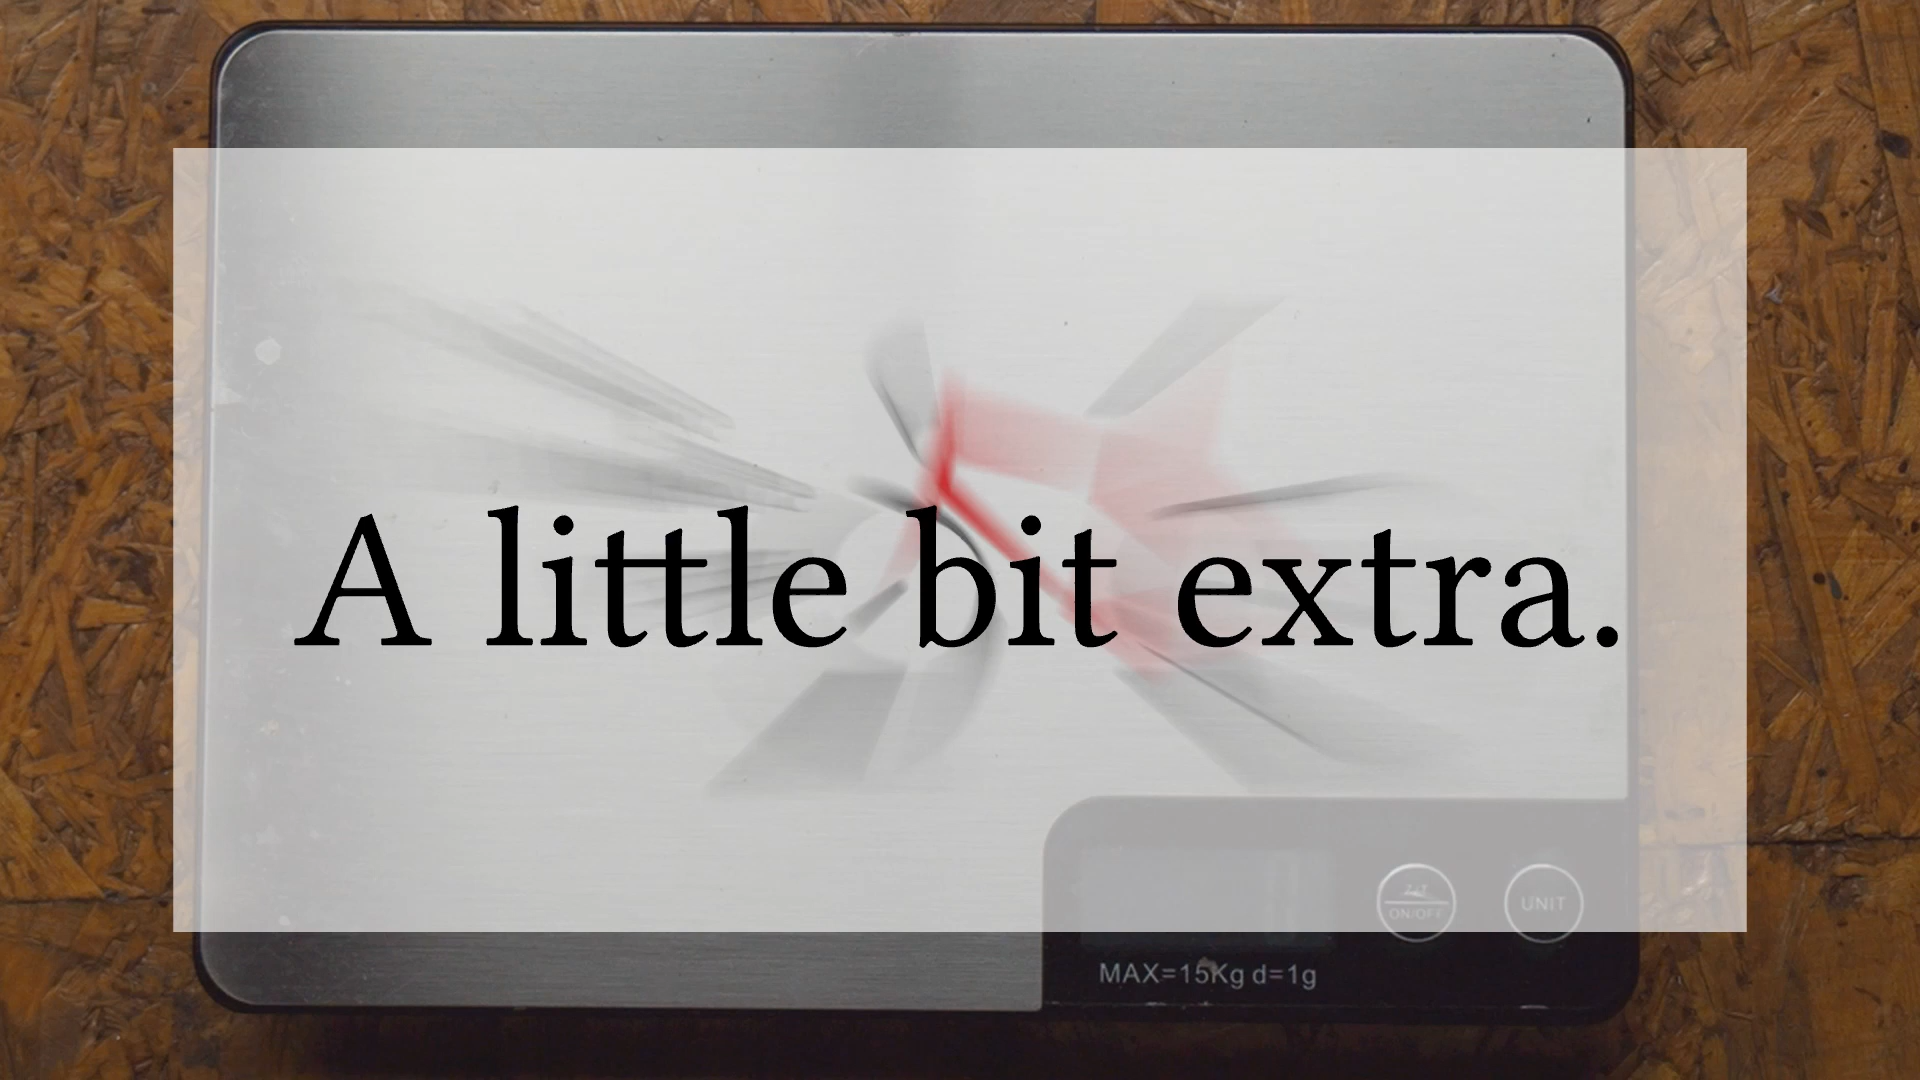 A little bit extra.
ON/OFF
UNIT
MAX=15Kg d=1g